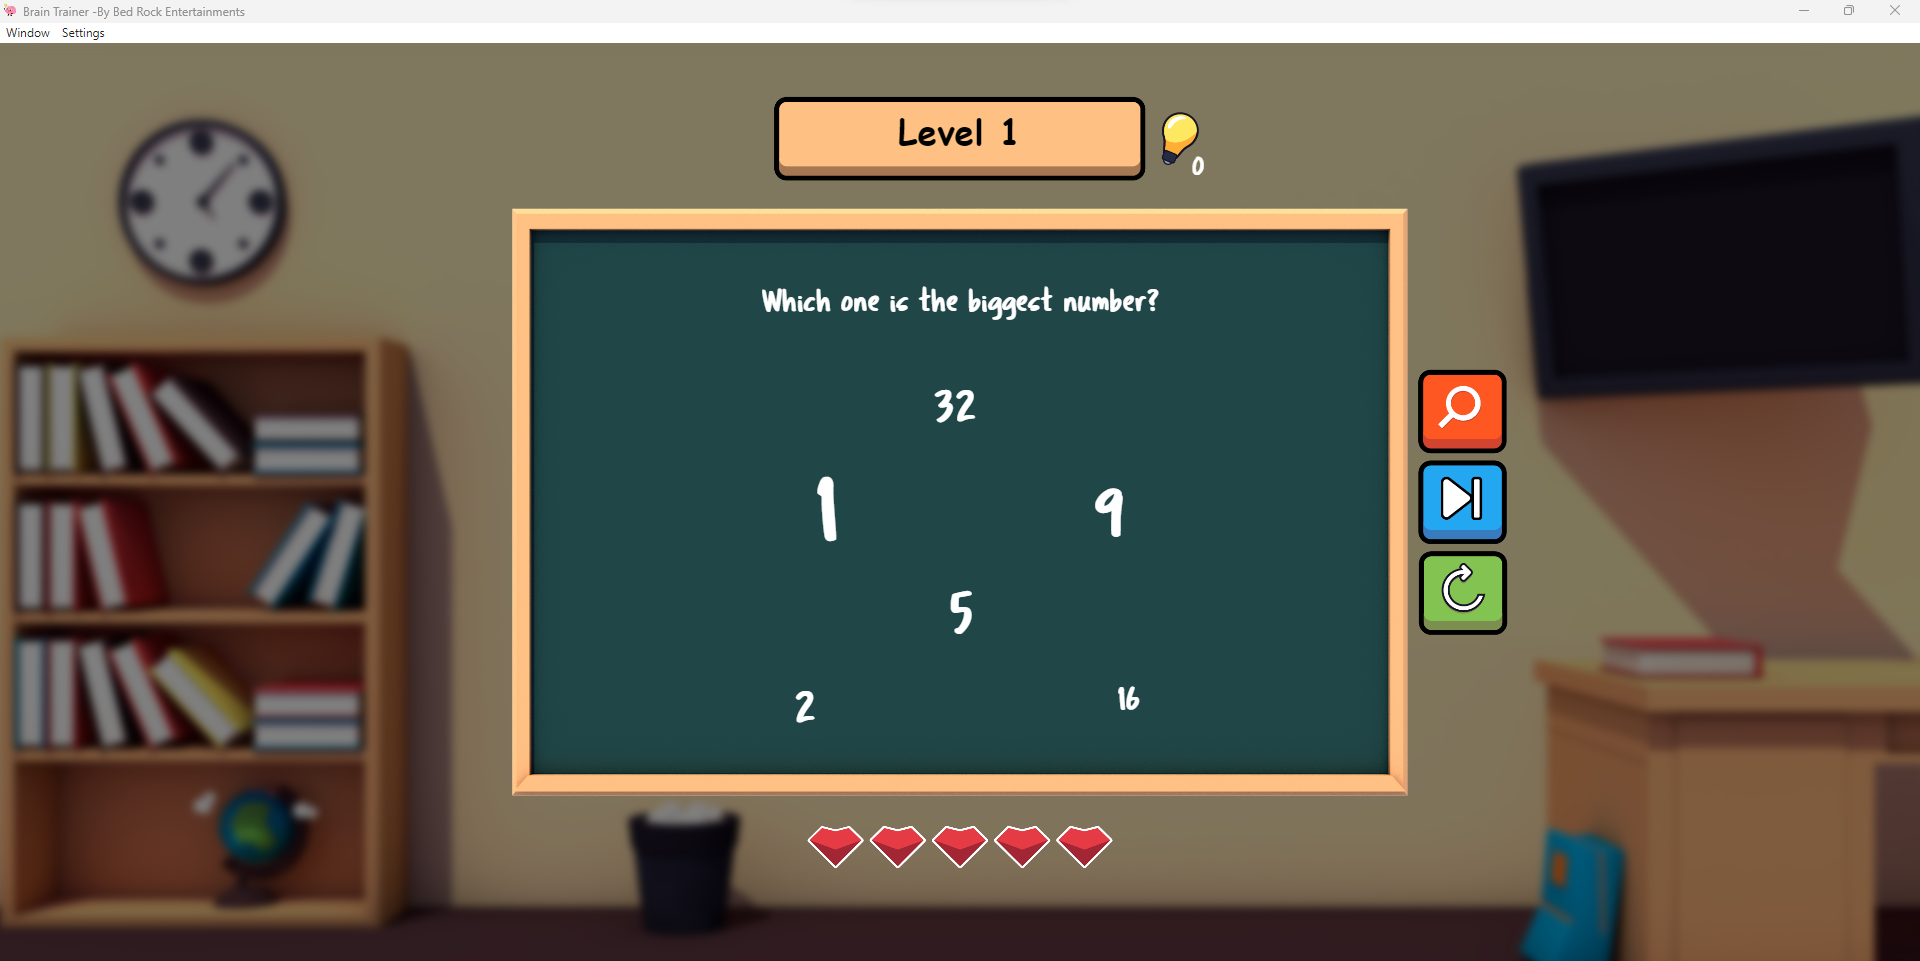 Brain Trainer -By Bed Rock Entertainments
Window Settings
Level 1
0
Which one is the biggest number?
32
1 9
5
2 16